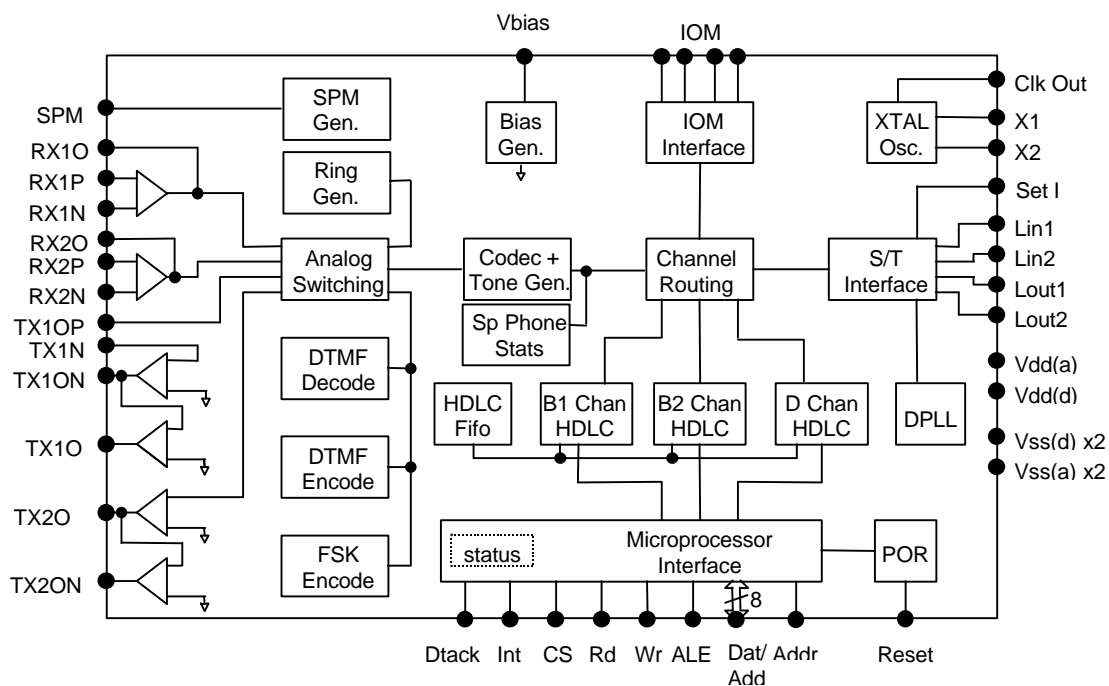 Vbias
IOM
SPM
RX1O
RX1P
RX1N
RX2O
RX2P
RX2N
TX1OP
TX1N
TX1ON
TX1O
TX2O
TX2ON
SPM
Gen.
Ring
Gen.
Analog
Switching
DTMF
Decode
DTMF
Encode
FSK
Encode
Bias
Gen.
Codec +
Tone Gen.
Sp Phone
Stats
HDLC
Fifo
B1 Chan
HDLC
B2 Chan
HDLC
D Chan
HDLC
IOM
Interface
Channel
Routing
XTAL
Osc.
S/T
Interface
DPLL
status
Microprocessor
Interface
8
POR
Clk Out
X1
X2
Set I
Lin1
Lin2
Lout1
Lout2
Vdd(a)
Vdd(d)
Vss(d) x2
Vss(a) x2
Dtack
Int
CS
Rd
Wr
ALE
Dat/
Add
Addr
Reset